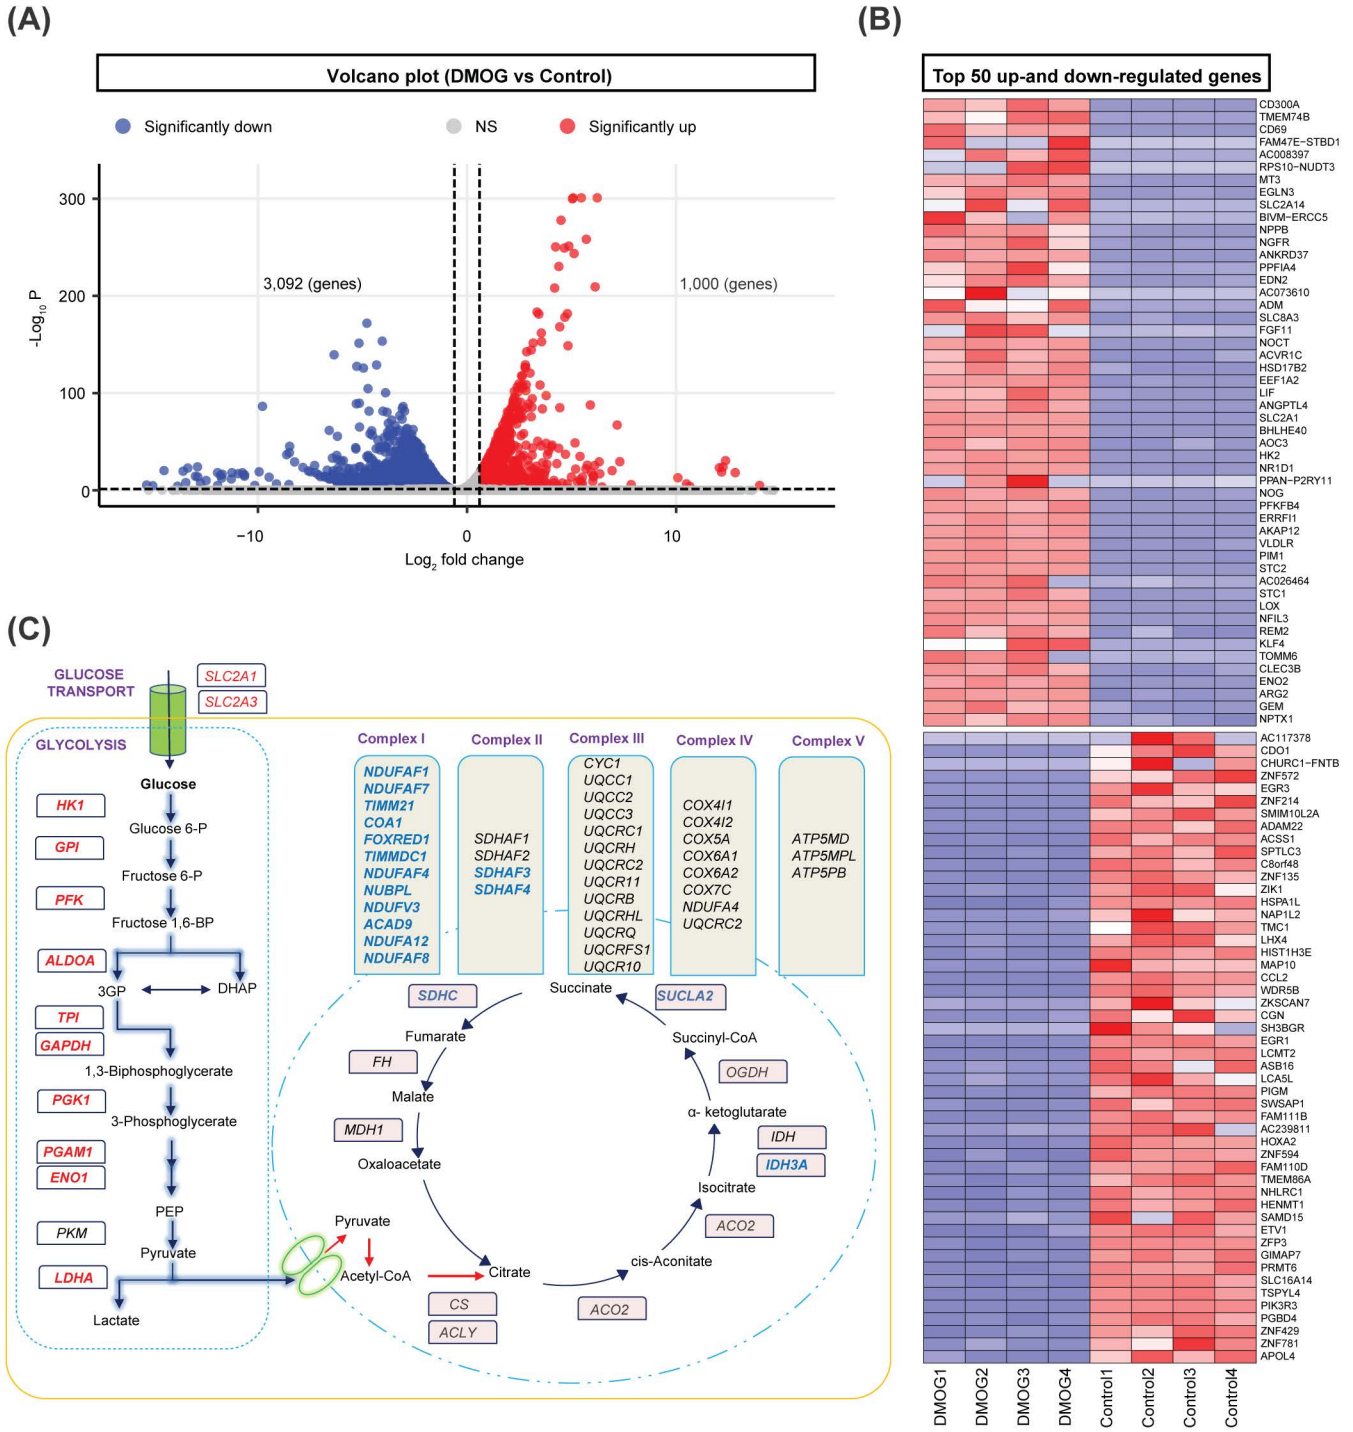 (A)
Volcano plot (DMOG vs Control)
Significantly down
NS
Significantly up
300
200
100
0
-Log10 P
3,092 (genes)
1,000 (genes)
−10
0
10
Log2 fold change
(B)
Top 50 up-and down-regulated genes
CD300A
TMEM74B
CD69
FAM47E−STBD1
AC008397
RPS10−NUDT3
MT3
EGLN3
SLC2A14
BIVM−ERCC5
NPPB
NGFR
ANKRD37
PPFIA4
EDN2
AC073610
ADM
SLC8A3
FGF11
NOCT
ACVR1C
HSD17B2
EEF1A2
LIF
ANGPTL4
SLC2A1
BHLHE40
AOC3
HK2
NR1D1
PPAN−P2RY11
NOG
PFKFB4
ERRFI1
AKAP12
VLDLR
PIM1
STC2
AC026464
STC1
LOX
NFIL3
REM2
KLF4
TOMM6
CLEC3B
ENO2
ARG2
GEM
NPTX1
AC117378
CDO1
CHURC1−FNTB
ZNF572
EGR3
ZNF214
SMIM10L2A
ADAM22
ACSS1
SPTLC3
C8orf48
ZNF135
ZIK1
HSPA1L
NAP1L2
TMC1
LHX4
HIST1H3E
MAP10
CCL2
WDR5B
ZKSCAN7
CGN
SH3BGR
EGR1
LCMT2
ASB16
LCA5L
PIGM
SWSAP1
FAM111B
AC239811
HOXA2
ZNF594
FAM110D
TMEM86A
NHLRC1
HENMT1
SAMD15
ETV1
ZFP3
GIMAP7
PRMT6
SLC16A14
TSPYL4
PIK3R3
PGBD4
ZNF429
ZNF781
APOL4
DMOG1
DMOG2
DMOG3
DMOG4
Control1
Control2
Control3
Control4
(C)
GLUCOSE
TRANSPORT
SLC2A1
SLC2A3
GLYCOLYSIS
Glucose
HK1
Glucose 6-P
GPI
Fructose 6-P
PFK
Fructose 1,6-BP
ALDOA
3GP
DHAP
TPI
GAPDH
1,3-Biphosphoglycerate
PGK1
3-Phosphoglycerate
PGAM1
ENO1
PEP
PKM
Pyruvate
LDHA
Lactate
Complex I
NDUFAF1
NDUFAF7
TIMM21
COA1
FOXRED1
TIMMDC1
NDUFAF4
NUBPL
NDUFV3
ACAD9
NDUFA12
NDUFAF8
Complex II
SDHAF1
SDHAF2
SDHAF3
SDHAF4
Complex III
CYC1
UQCC1
UQCC2
UQCC3
UQCRC1
UQCRH
UQCRC2
UQCR11
UQCRB
UQCRHL
UQCRQ
UQCRFS1
UQCR10
Complex IV
COX4I1
COX4I2
COX5A
COX6A1
COX6A2
COX7C
NDUFA4
UQCRC2
Complex V
ATP5MD
ATP5MPL
ATP5PB
Succinate
SDHC
SUCLA2
Fumarate
Succinyl-CoA
FH
OGDH
Malate
α- ketoglutarate
MDH1
IDH
IDH3A
Oxaloacetate
Isocitrate
ACO2
Pyruvate
cis-Aconitate
Acetyl-CoA
Citrate
CS
ACLY
ACO2